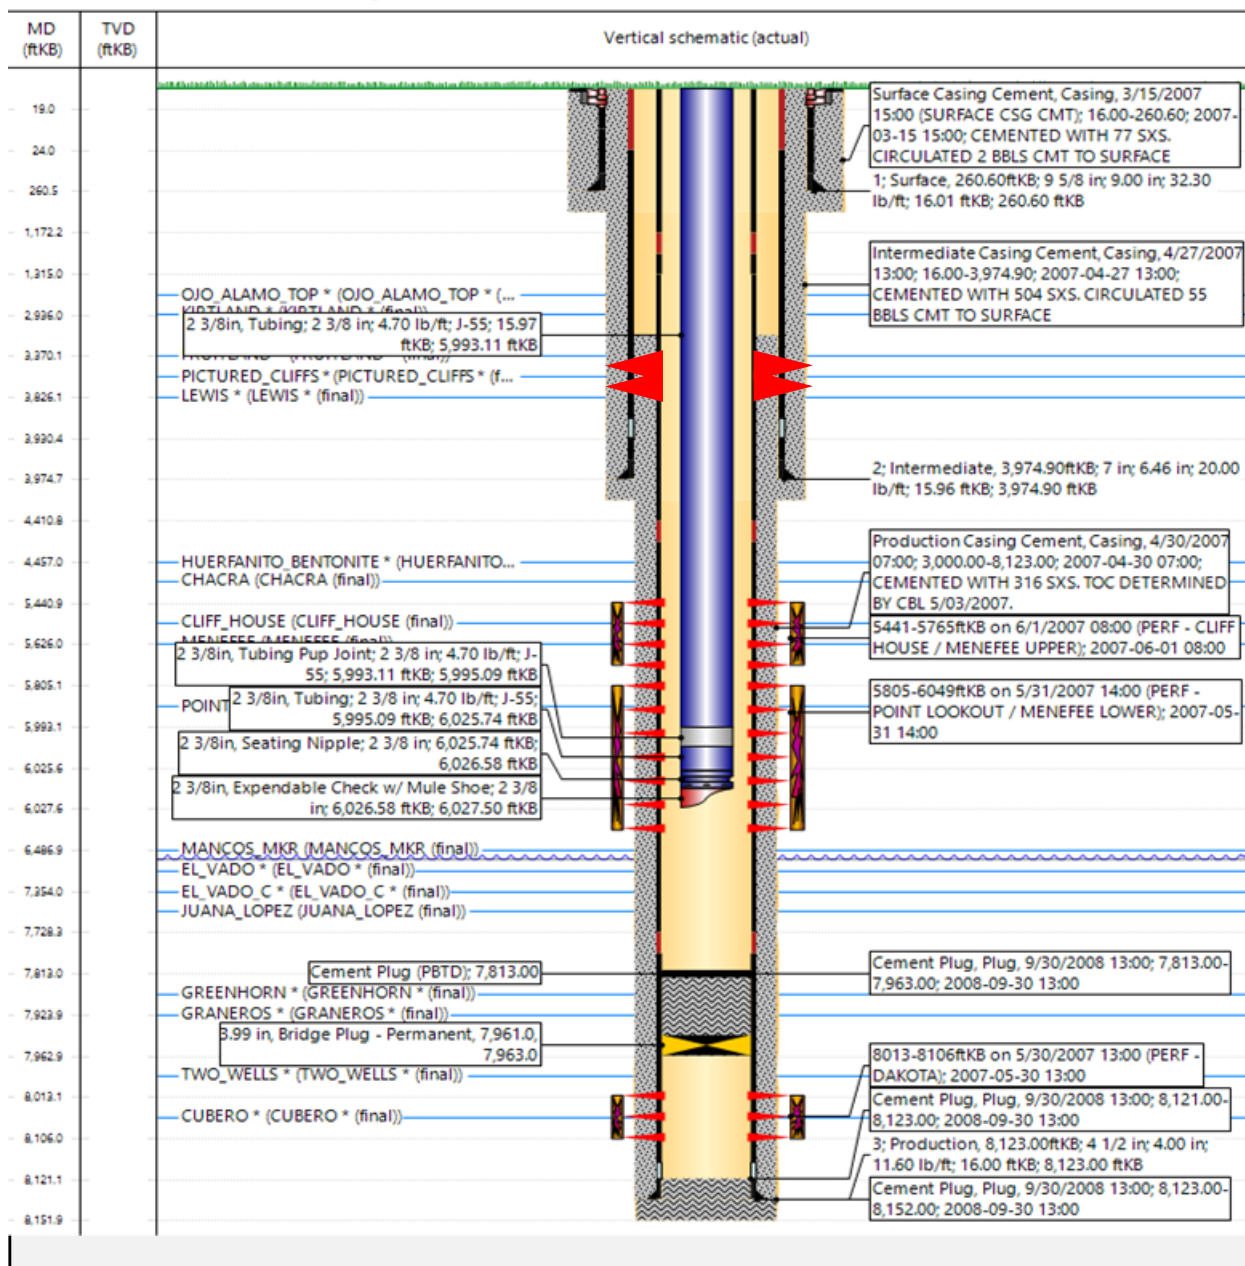 MD
(ftKB)
TVD
(ftKB)
Vertical schematic (actual)
19.0
24.0
260.5
1,172.2
1,315.0
2,936.0
3,370.1
3,826.1
3,930.4
3,974.7
4,410.8
4,457.0
5,440.9
5,626.0
5,805.1
5,993.1
6,025.6
6,027.6
6,486.9
7,354.0
7,728.3
7,813.0
7,923.9
7,962.9
8,013.1
8,106.0
8,121.1
8,151.9
OJO_ALAMO_TOP * (OJO_ALAMO_TOP * (...
KIRTLAND * (KIRTLAND * (final))
2 3/8in, Tubing; 2 3/8 in; 4.70 lb/ft; J-55; 15.97
ftKB; 5,993.11 ftKB
FRUITLAND * (FRUITLAND * (final))
PICTURED_CLIFFS * (PICTURED_CLIFFS * (f...
LEWIS * (LEWIS * (final))
HUERFANITO_BENTONITE * (HUERFANITO...
CHACRA (CHACRA (final))
CLIFF_HOUSE (CLIFF_HOUSE (final))
MENEFEE (MENEFEE (final))
2 3/8in, Tubing Pup Joint; 2 3/8 in; 4.70 lb/ft; J-
55; 5,993.11 ftKB; 5,995.09 ftKB
POINT
2 3/8in, Tubing; 2 3/8 in; 4.70 lb/ft; J-55;
5,995.09 ftKB; 6,025.74 ftKB
2 3/8in, Seating Nipple; 2 3/8 in; 6,025.74 ftKB;
6,026.58 ftKB
2 3/8in, Expendable Check w/ Mule Shoe; 2 3/8
in; 6,026.58 ftKB; 6,027.50 ftKB
MANCOS_MKR (MANCOS_MKR (final))
EL_VADO * (EL_VADO * (final))
EL_VADO_C * (EL_VADO_C * (final))
JUANA_LOPEZ (JUANA_LOPEZ (final))
Cement Plug (PBTD); 7,813.00
GREENHORN * (GREENHORN * (final))
GRANEROS * (GRANEROS * (final))
3.99 in, Bridge Plug - Permanent, 7,961.0,
7,963.0
TWO_WELLS * (TWO_WELLS * (final))
CUBERO * (CUBERO * (final))
Surface Casing Cement, Casing, 3/15/2007
15:00 (SURFACE CSG CMT); 16.00-260.60; 2007-
03-15 15:00; CEMENTED WITH 77 SXS.
CIRCULATED 2 BBLS CMT TO SURFACE
1; Surface, 260.60ftKB; 9 5/8 in; 9.00 in; 32.30
lb/ft; 16.01 ftKB; 260.60 ftKB
Intermediate Casing Cement, Casing, 4/27/2007
13:00; 16.00-3,974.90; 2007-04-27 13:00;
CEMENTED WITH 504 SXS. CIRCULATED 55
BBLS CMT TO SURFACE
2; Intermediate, 3,974.90ftKB; 7 in; 6.46 in; 20.00
lb/ft; 15.96 ftKB; 3,974.90 ftKB
Production Casing Cement, Casing, 4/30/2007
07:00; 3,000.00-8,123.00; 2007-04-30 07:00;
CEMENTED WITH 316 SXS. TOC DETERMINED
BY CBL 5/03/2007.
5441-5765ftKB on 6/1/2007 08:00 (PERF - CLIFF
HOUSE / MENEFEE UPPER); 2007-06-01 08:00
5805-6049ftKB on 5/31/2007 14:00 (PERF -
POINT LOOKOUT / MENEFEE LOWER); 2007-05-
31 14:00
Cement Plug, Plug, 9/30/2008 13:00; 7,813.00-
7,963.00; 2008-09-30 13:00
8013-8106ftKB on 5/30/2007 13:00 (PERF -
DAKOTA); 2007-05-30 13:00
Cement Plug, Plug, 9/30/2008 13:00; 8,121.00-
8,123.00; 2008-09-30 13:00
3; Production, 8,123.00ftKB; 4 1/2 in; 4.00 in;
11.60 lb/ft; 16.00 ftKB; 8,123.00 ftKB
Cement Plug, Plug, 9/30/2008 13:00; 8,123.00-
8,152.00; 2008-09-30 13:00